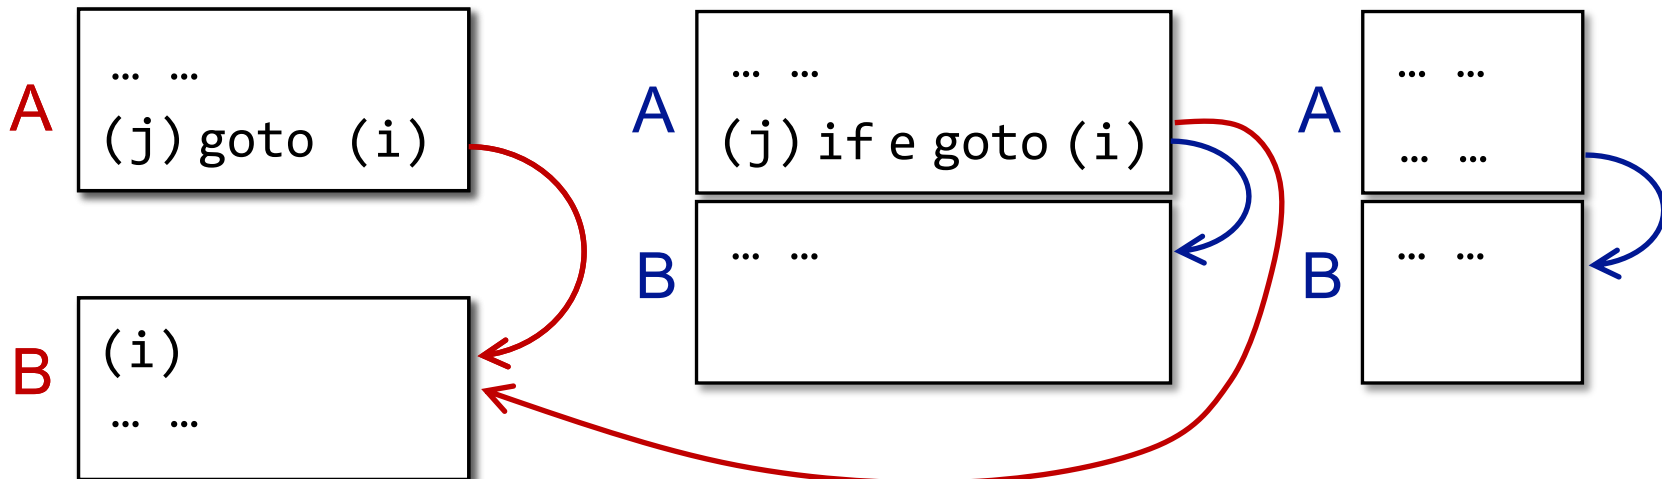 … …
A
(j) goto (i)
B
(i)
… …
… …
A
(j) if e goto (i)
B
… …
… …
A
… …
B
… …